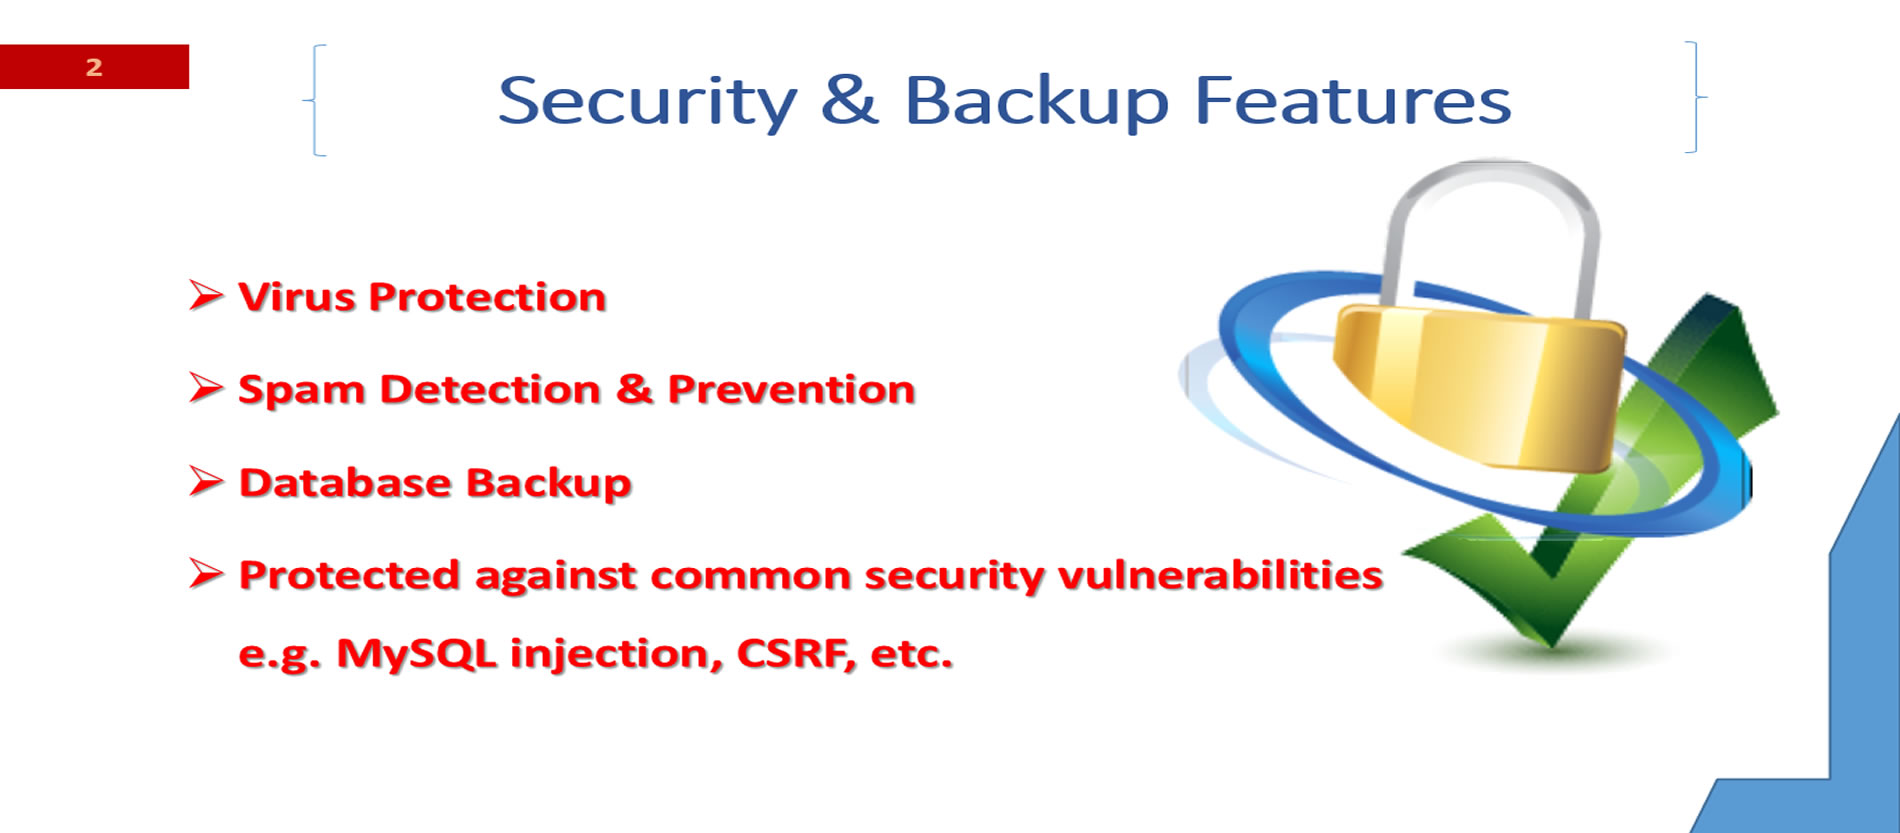 2
Security & Backup Features
➢ Virus Protection
➢ Spam Detection & Prevention
➢ Database Backup
➢ Protected against common security vulnerabilities
e.g. MySQL injection, CSRF, etc.